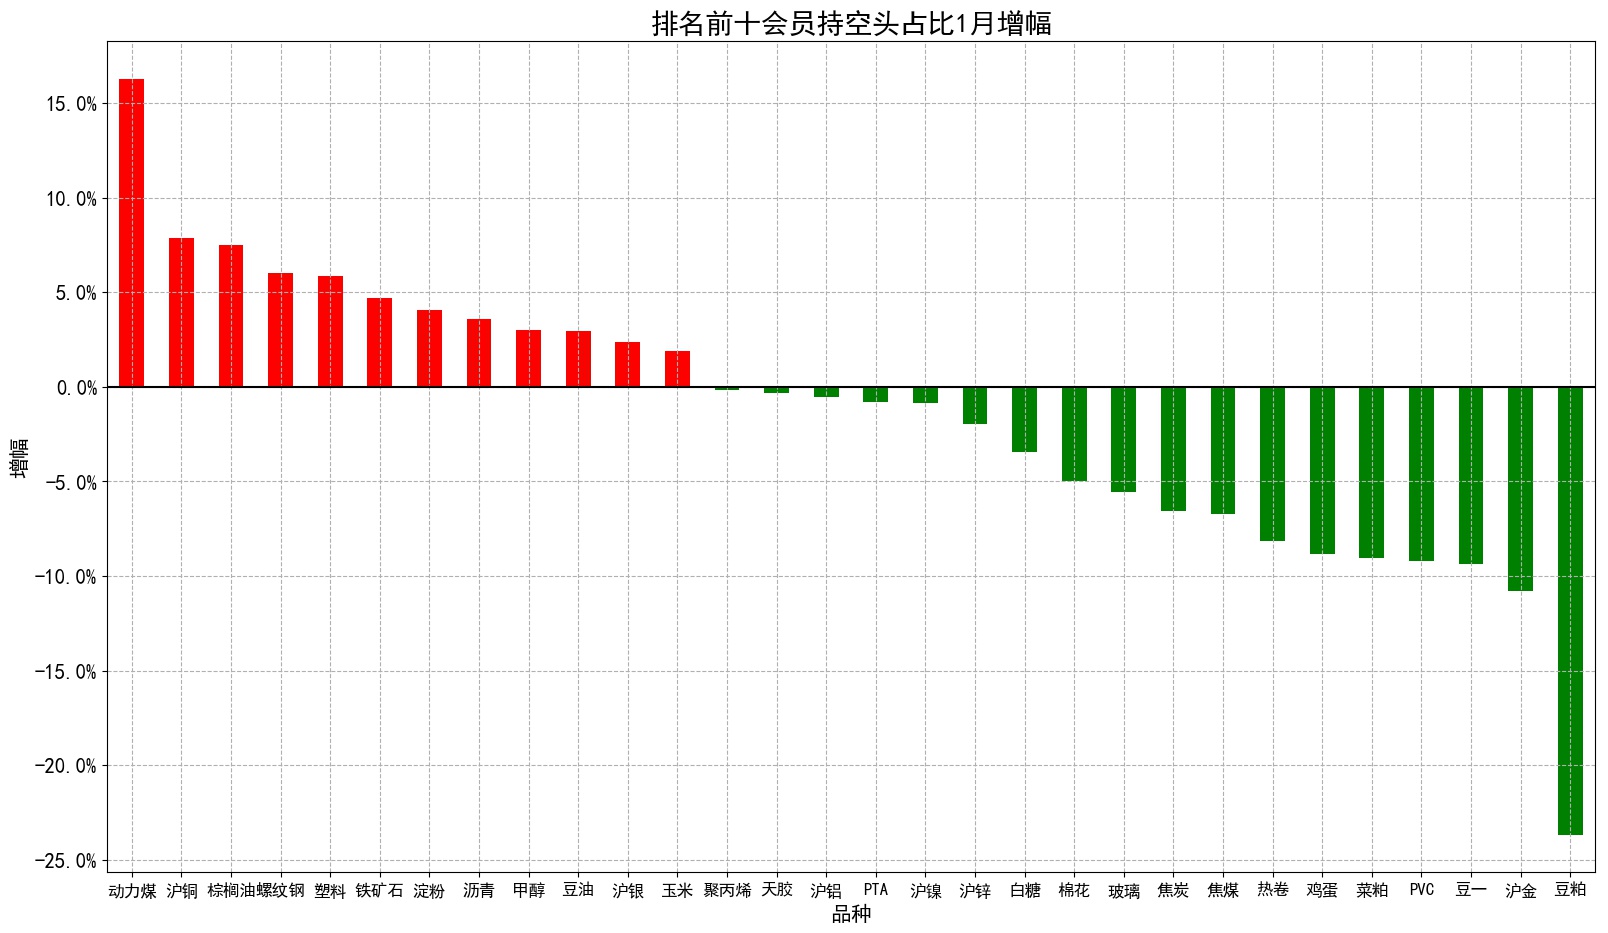 排名前十会员持空头占比1月增幅
15.0%
10.0%
5.0%
0.0%
−5.0%
−10.0%
−15.0%
−20.0%
−25.0%
增幅
动力煤 沪铜 棕榈油 螺纹钢 塑料 铁矿石 淀粉 沥青 甲醇 豆油 沪银 玉米 聚丙烯 天胶 沪铝 PTA 沪镍 沪锌 白糖 棉花 玻璃 焦炭 焦煤 热卷 鸡蛋 菜粕 PVC 豆一 沪金 豆粕
品种